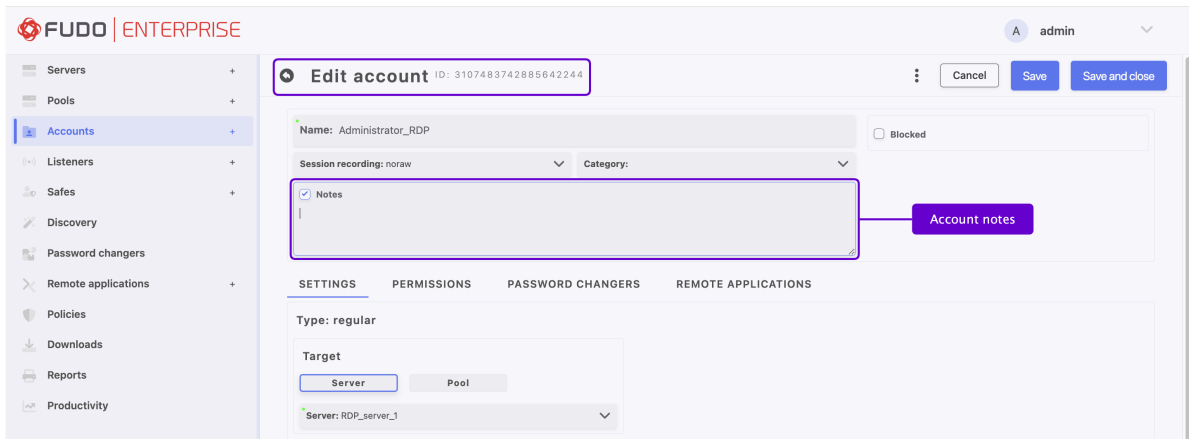 FUDO ENTERPRISE
A admin
Servers +
Pools +
Accounts +
Listeners +
Safes +
Discovery
Password changers
Remote applications +
Policies
Downloads
Reports
Productivity
Edit account ID: 3107483742885642244
Cancel Save Save and close
Name: Administrator_RDP
Blocked
Session recording: noraw Category:
Notes
Account notes
SETTINGS PERMISSIONS PASSWORD CHANGERS REMOTE APPLICATIONS
Type: regular
Target
Server Pool
Server: RDP_server_1